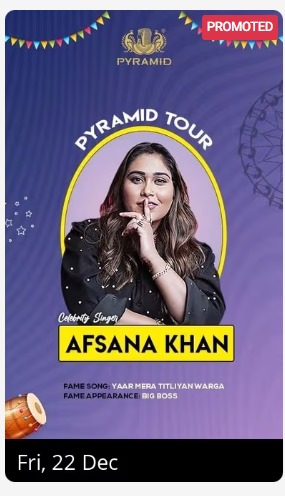 PROMOTED
PYRAMID
PYRAMID TOUR
Celebrity Singer
AFSANA KHAN
FAME SONG: YAAR MERA TITLIYAN WARGA
FAME APPEARANCE: BIG BOSS
Fri, 22 Dec